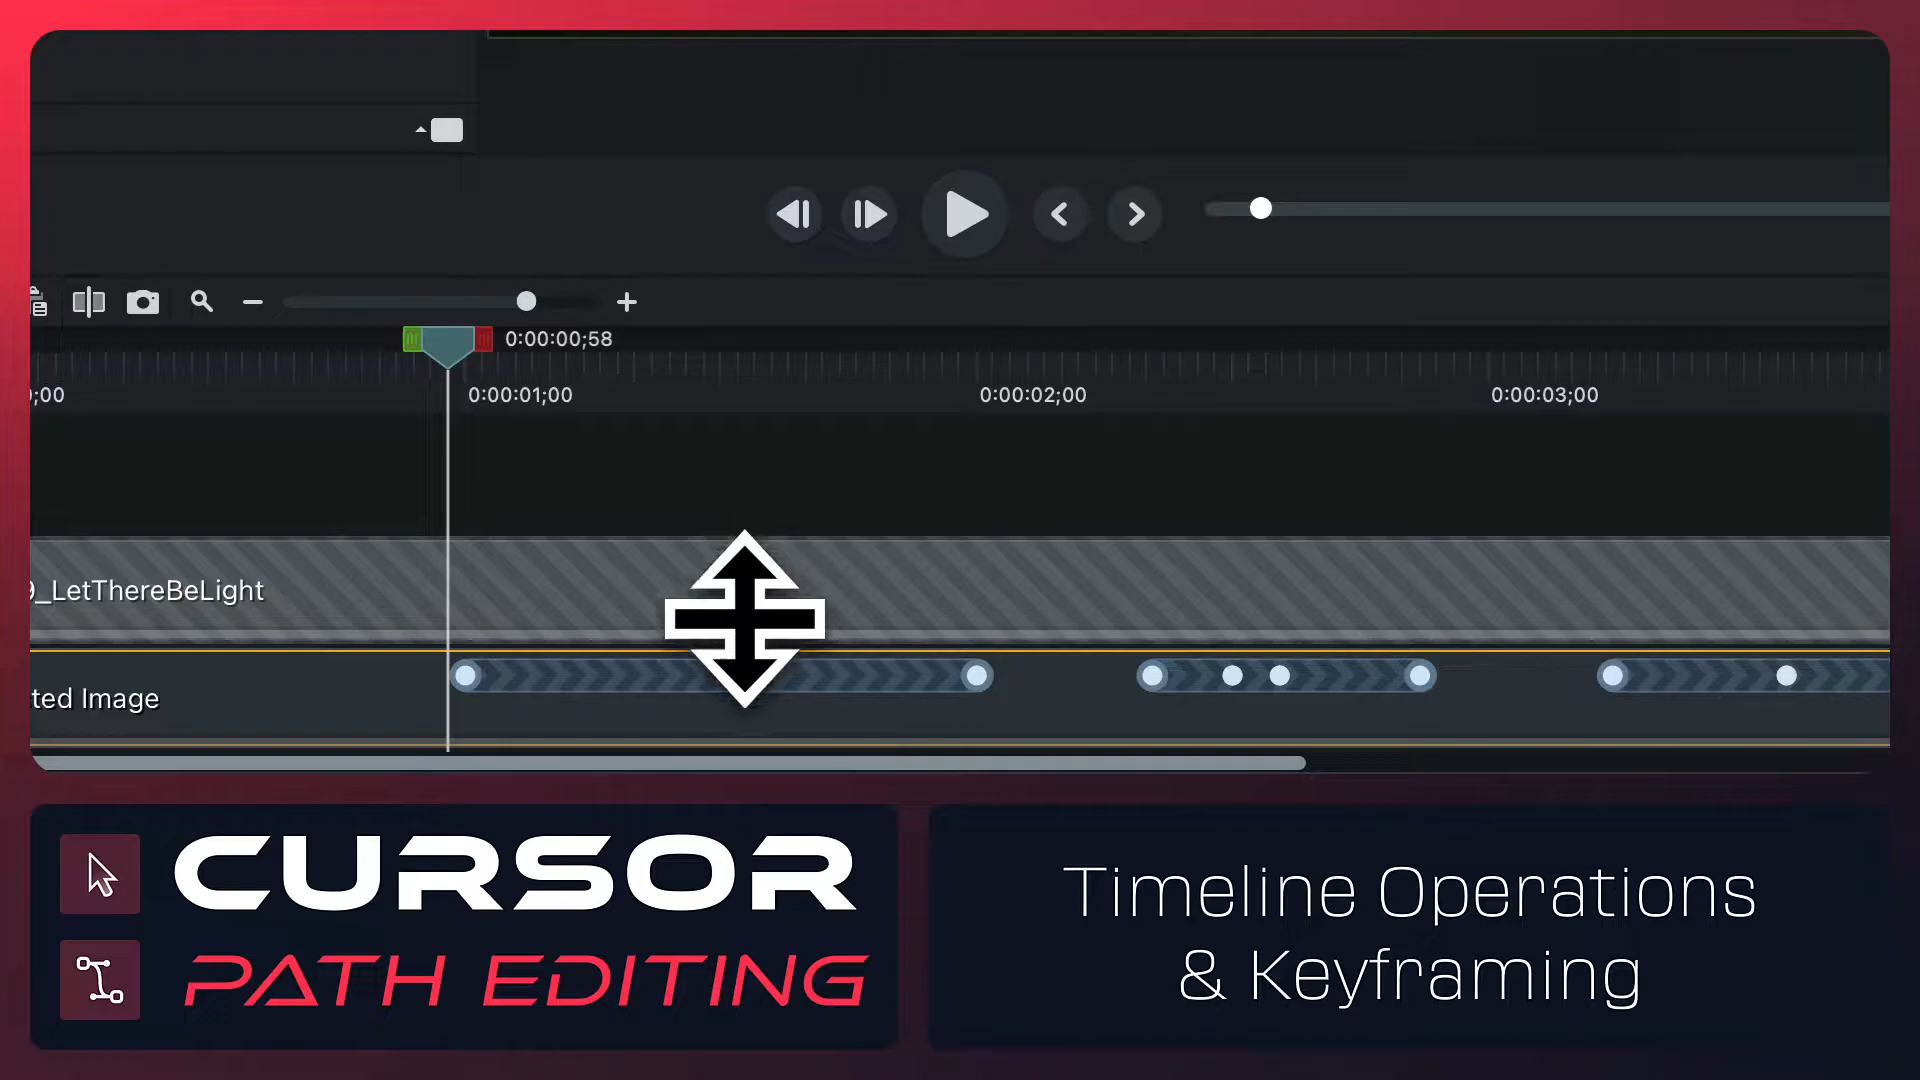 0:00:00;58
;00
0:00:01;00
0:00:02;00
0:00:03;00
9_LetThereBeLight
ted Image
CURSOR
PATH EDITING
Timeline Operations
& Keyframing